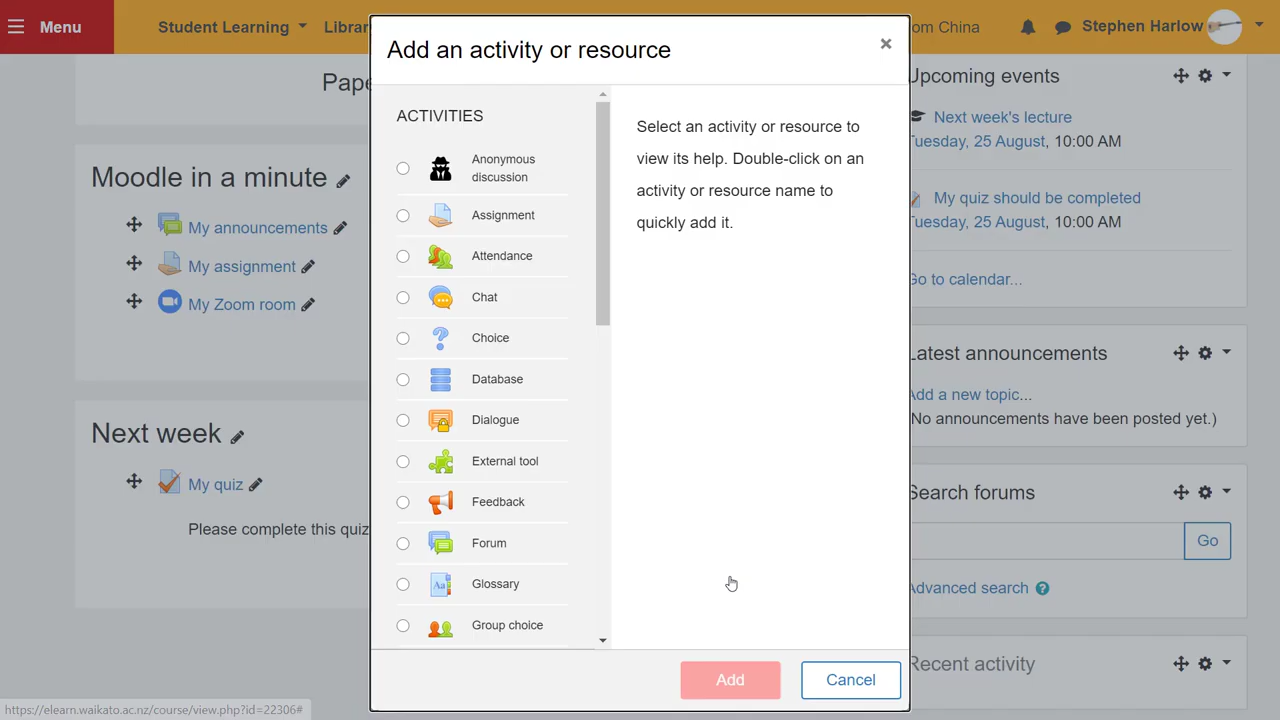 Menu
Student Learning
Librar
om China
Stephen Harlow
Add an activity or resource
ACTIVITIES
Anonymous
discussion
Assignment
Attendance
Chat
Choice
Database
Dialogue
External tool
Feedback
Forum
Aa
Glossary
Group choice
Select an activity or resource to
view its help. Double-click on an
activity or resource name to
quickly add it.
Add
Cancel
Pape
Moodle in a minute
My announcements
My assignment
My Zoom room
Next week
My quiz
Please complete this quiz
Upcoming events
Next week's lecture
Tuesday, 25 August, 10:00 AM
My quiz should be completed
Tuesday, 25 August, 10:00 AM
Go to calendar...
Latest announcements
Add a new topic...
(No announcements have been posted yet.)
Search forums
Go
Advanced search
Recent activity
https://elearn.waikato.ac.nz/course/view.php?id=22306#